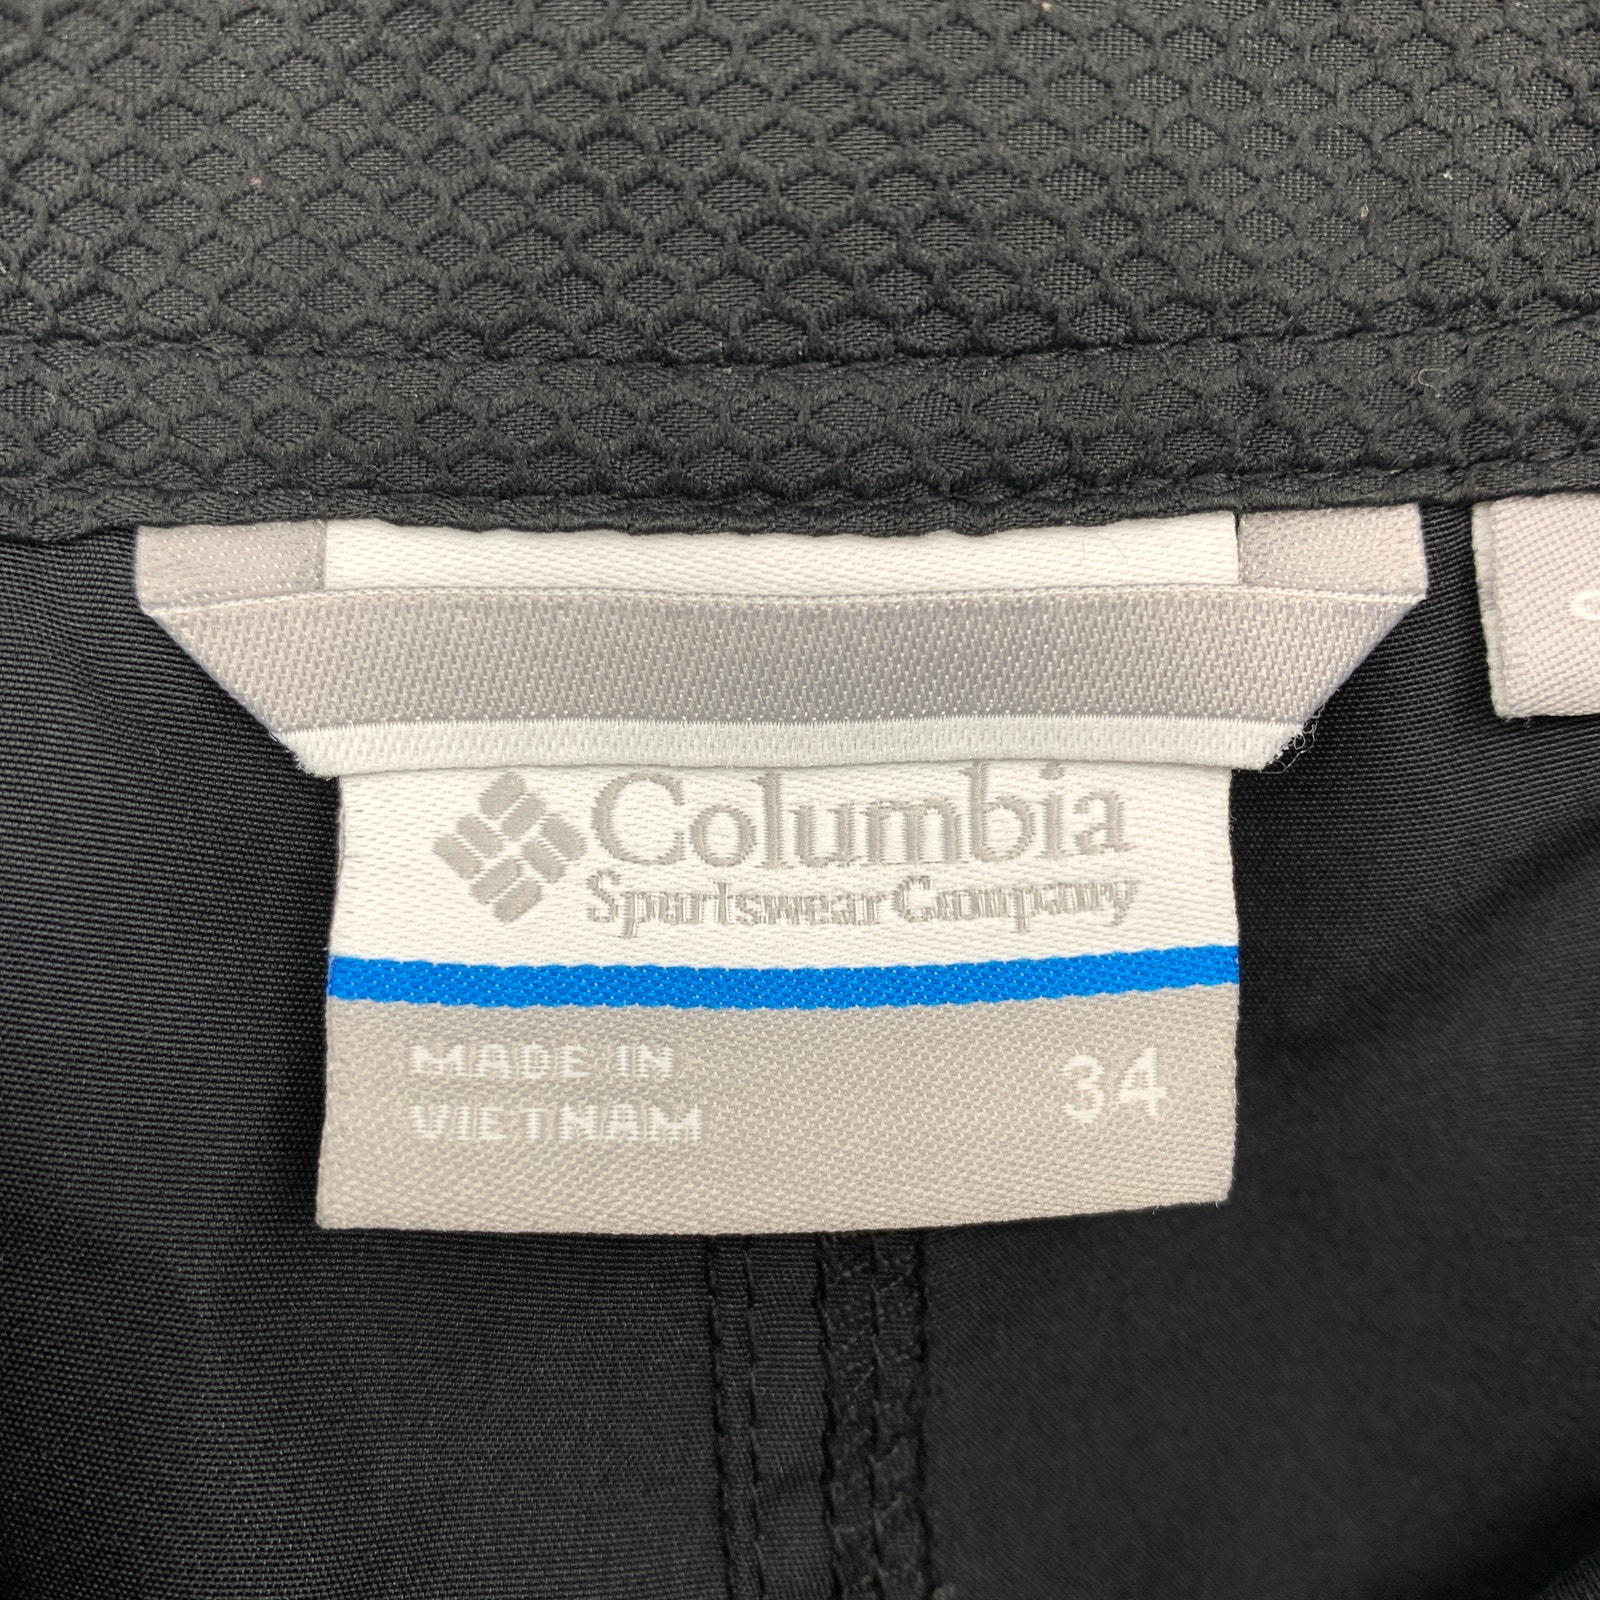 Columbia
Sportswear Company
MADE IN
VIETNAM
34